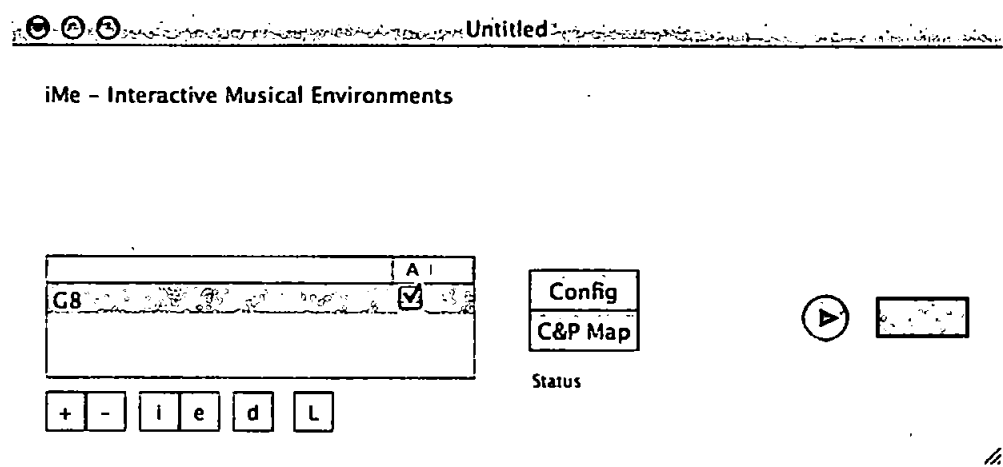 Untitled
iMe – Interactive Musical Environments
A
G8
Config
C&P Map
Status
+ - i e d L